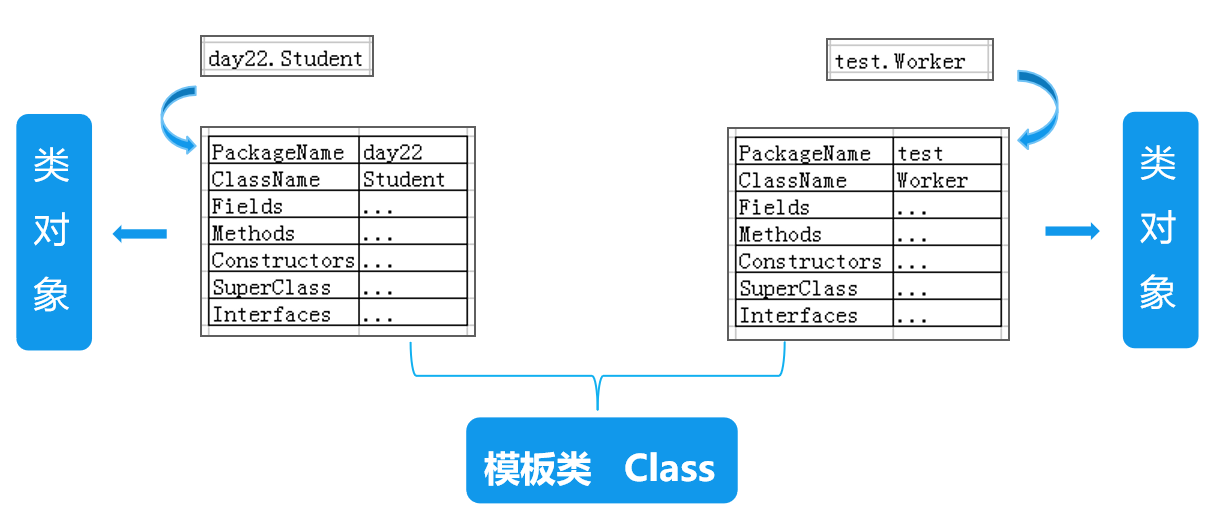 day22.Student
test.Worker
类
对
象
PackageName day22
ClassName Student
Fields ...
Methods ...
Constructors ...
SuperClass ...
Interfaces ...
PackageName test
ClassName Worker
Fields ...
Methods ...
Constructors ...
SuperClass ...
Interfaces ...
类
对
象
模板类 Class